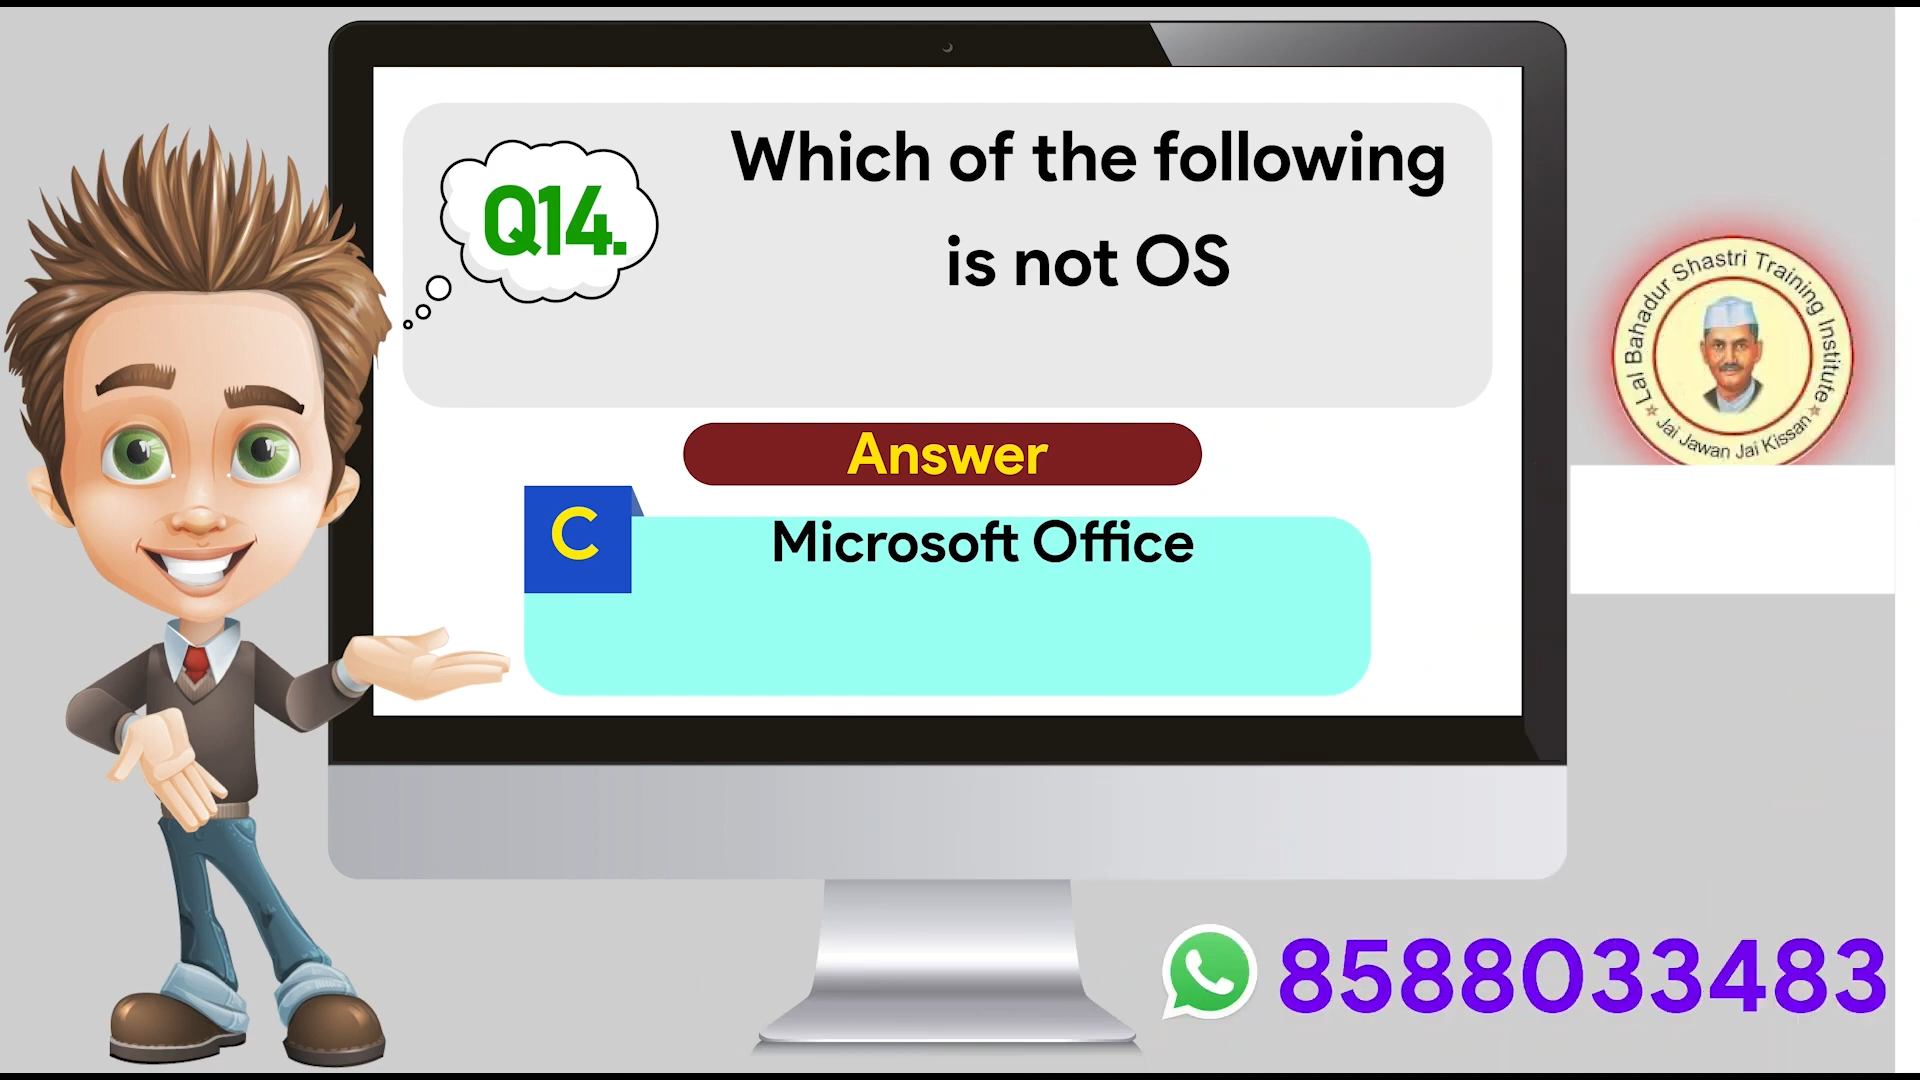 Q14.
Which of the following
is not OS
Answer
C
Microsoft Office
Lal Bahadur Shastri Training Institute
Jai Jawan Jai Kissan
8588033483